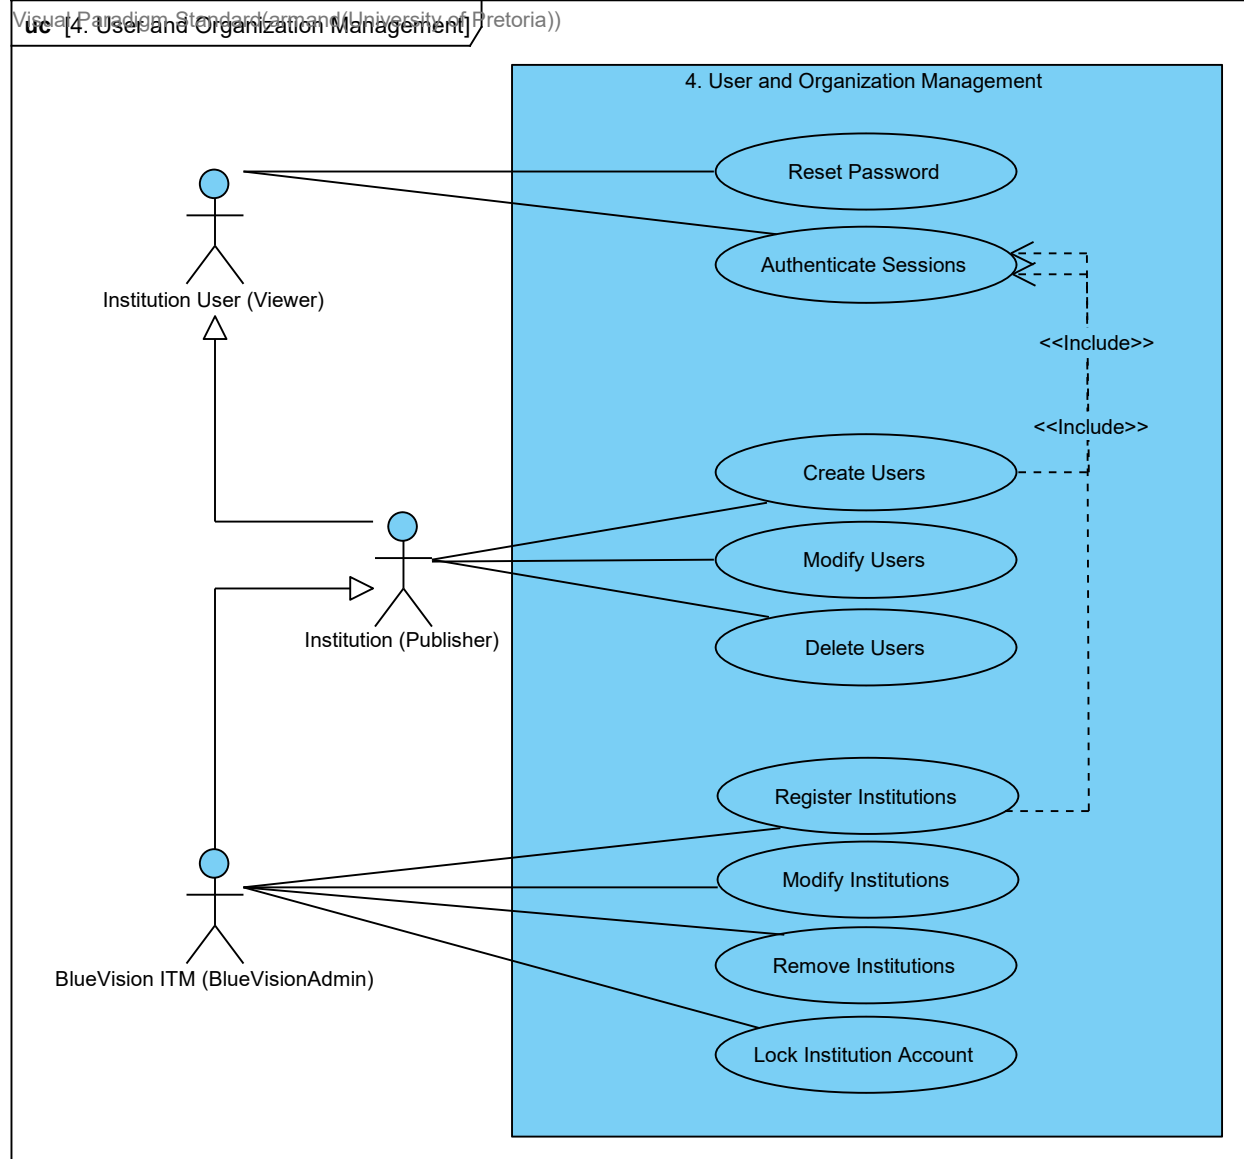 Visual Paradigm Standard(armand(University of Pretoria))
uc [4. User and Organization Management]
4. User and Organization Management
Reset Password
Authenticate Sessions
Institution User (Viewer)
<<Include>>
<<Include>>
Create Users
Modify Users
Institution (Publisher)
Delete Users
Register Institutions
Modify Institutions
BlueVision ITM (BlueVisionAdmin)
Remove Institutions
Lock Institution Account